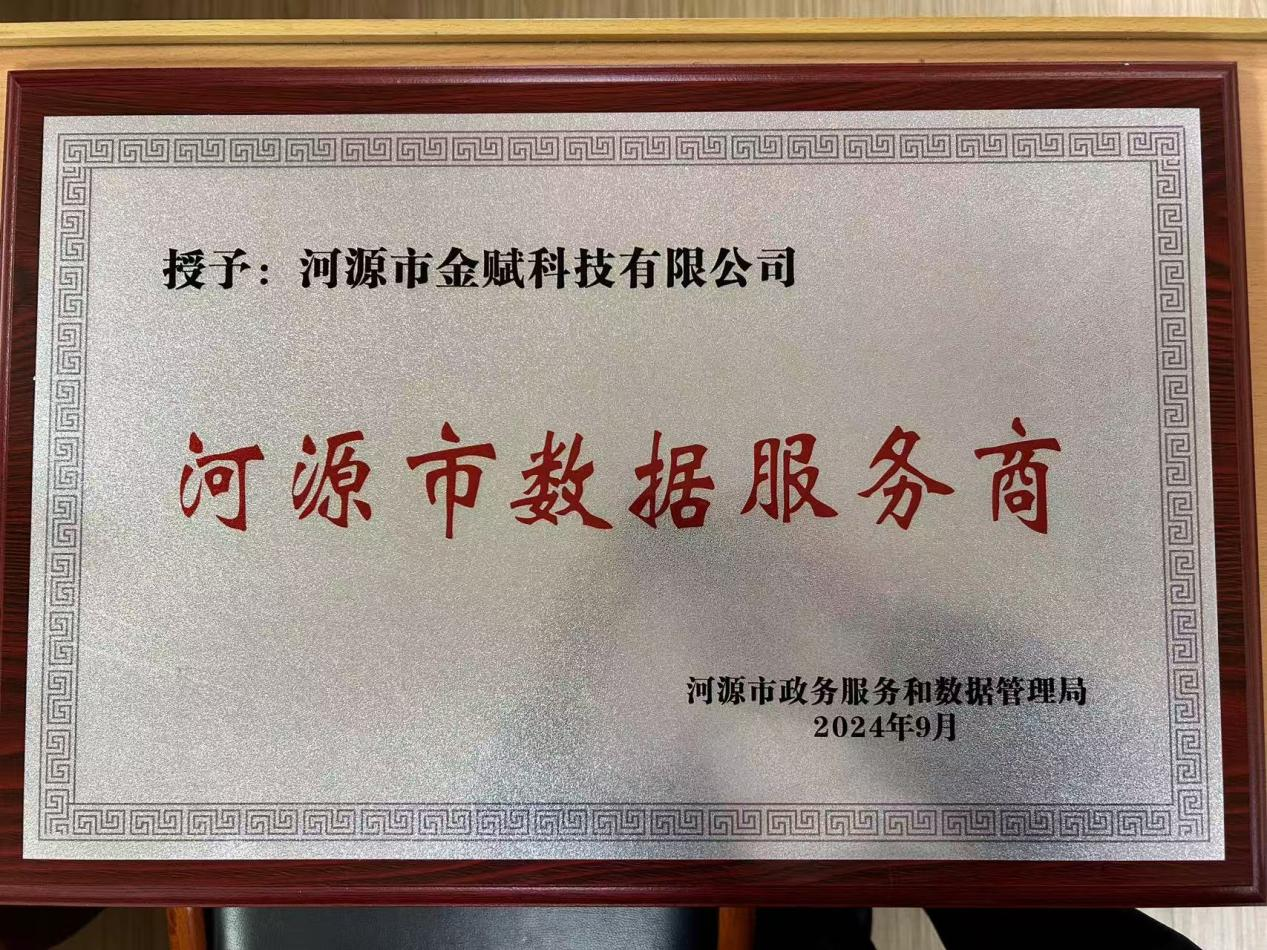 授予：河源市金赋科技有限公司
河源市数据服务商
河源市政务服务和数据管理局
2024年9月